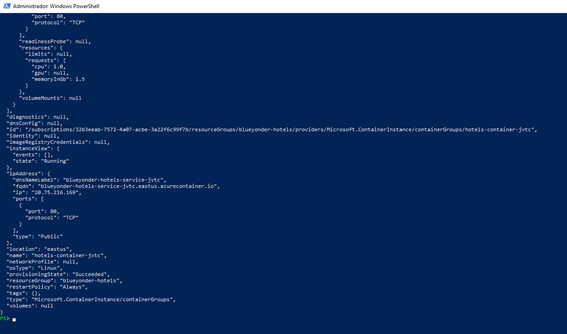 Administrador: Windows PowerShell
"port": 80,
"protocol": "TCP"
}
],
"readinessProbe": null,
"resources": {
"limits": null,
"requests": {
"cpu": 1.0,
"gpu": null,
"memoryInGb": 1.5
}
},
"volumeMounts": null
}
],
"diagnostics": null,
"dnsConfig": null,
"id": "/subscriptions/32b3eeab-7572-4a07-acbe-3a22f6c99f7b/resourceGroups/blueyonder-hotels/providers/Microsoft.ContainerInstance/containerGroups/hotels-container-jvtc",
"identity": null,
"imageRegistryCredentials": null,
"instanceView": {
"events": [],
"state": "Running"
},
"ipAddress": {
"dnsNameLabel": "blueyonder-hotels-service-jvtc",
"fqdn": "blueyonder-hotels-service-jvtc.eastus.azurecontainer.io",
"ip": "20.75.216.169",
"ports": [
{
"port": 80,
"protocol": "TCP"
}
],
"type": "Public"
},
"location": "eastus",
"name": "hotels-container-jvtc",
"networkProfile": null,
"osType": "Linux",
"provisioningState": "Succeeded",
"resourceGroup": "blueyonder-hotels",
"restartPolicy": "Always",
"tags": {},
"type": "Microsoft.ContainerInstance/containerGroups",
"volumes": null
}
PS>